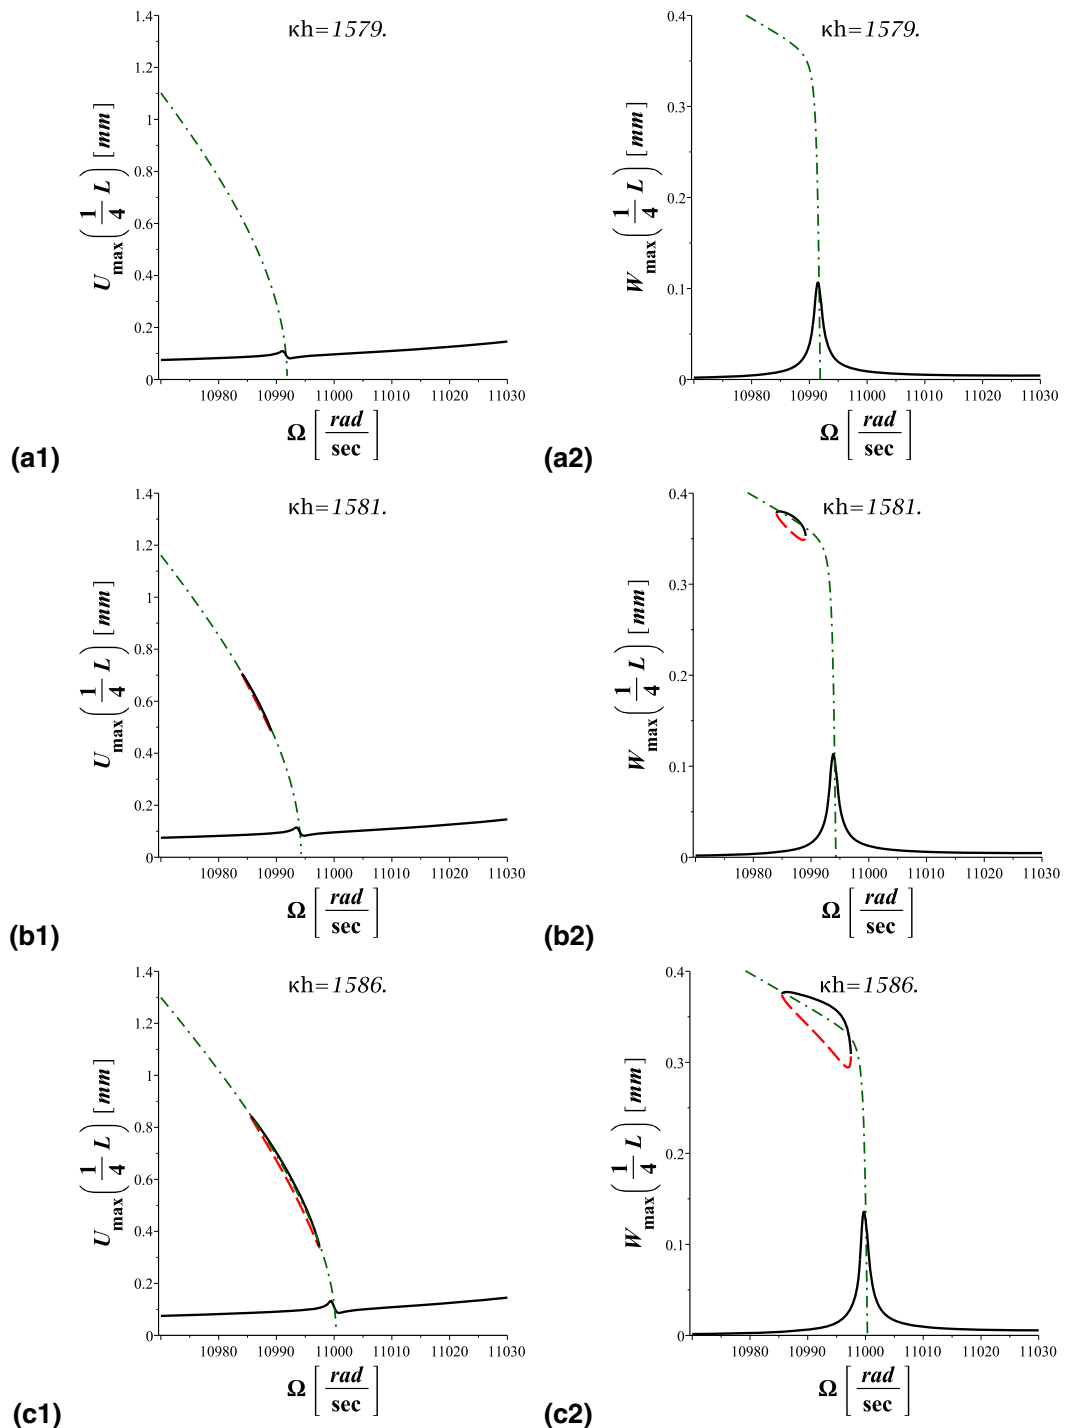 κh=1579.
1.4
1.2
1
0.8
0.6
0.4
0.2
0
U max (1/4 L) [mm]
10980 10990 11000 11010 11020 11030
Ω [rad/sec]
(a1)
κh=1579.
0.4
0.3
0.2
0.1
0
W max (1/4 L) [mm]
10980 10990 11000 11010 11020 11030
Ω [rad/sec]
(a2)
κh=1581.
1.4
1.2
1
0.8
0.6
0.4
0.2
0
U max (1/4 L) [mm]
10980 10990 11000 11010 11020 11030
Ω [rad/sec]
(b1)
κh=1581.
0.4
0.3
0.2
0.1
0
W max (1/4 L) [mm]
10980 10990 11000 11010 11020 11030
Ω [rad/sec]
(b2)
κh=1586.
1.4
1.2
1
0.8
0.6
0.4
0.2
0
U max (1/4 L) [mm]
10980 10990 11000 11010 11020 11030
Ω [rad/sec]
(c1)
κh=1586.
0.4
0.3
0.2
0.1
0
W max (1/4 L) [mm]
10980 10990 11000 11010 11020 11030
Ω [rad/sec]
(c2)